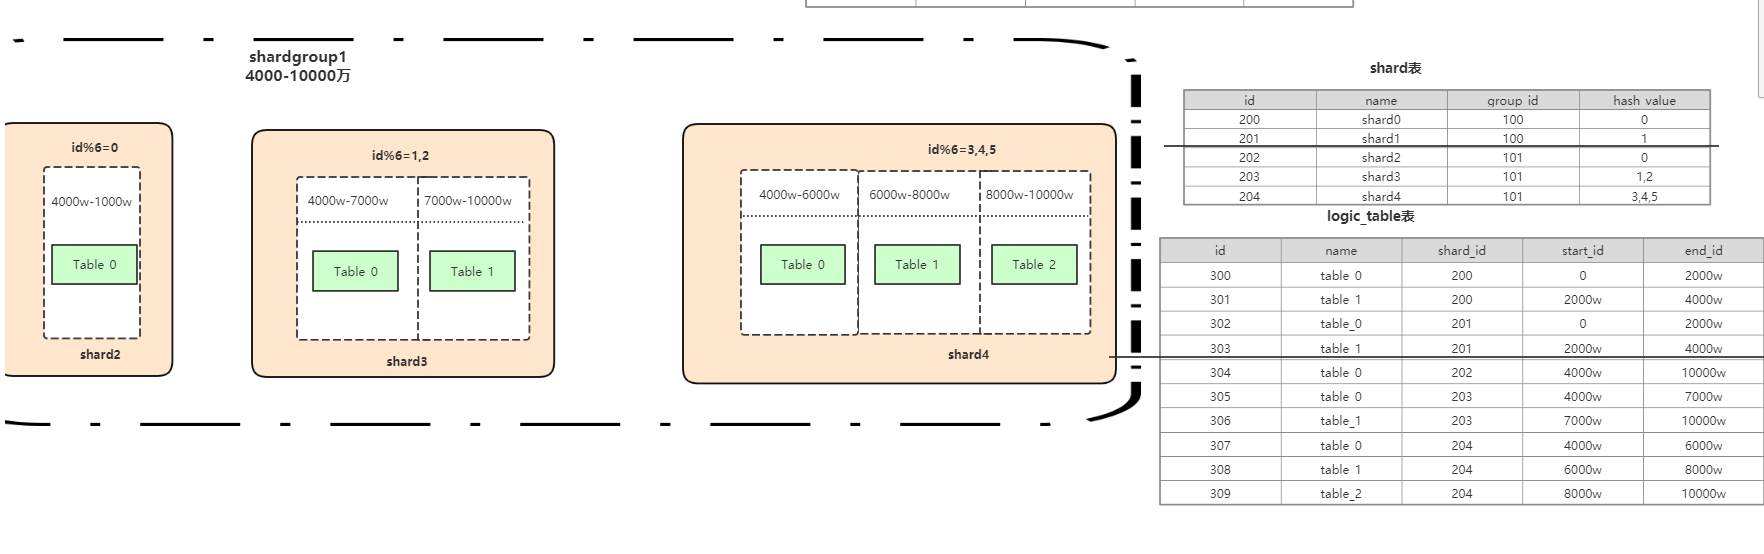 shardgroup1
4000-10000万
id%6=0
4000w-1000w
Table 0
shard2
id%6=1,2
4000w-7000w 7000w-10000w
Table 0 Table 1
shard3
id%6=3,4,5
4000w-6000w 6000w-8000w 8000w-10000w
Table 0 Table 1 Table 2
shard4
shard表
id name group id hash value
200 shard0 100 0
201 shard1 100 1
202 shard2 101 0
203 shard3 101 1,2
204 shard4 101 3,4,5
logic_table表
id name shard_id start_id end_id
300 table 0 200 0 2000w
301 table 1 200 2000w 4000w
302 table_0 201 0 2000w
303 table 1 201 2000w 4000w
304 table 0 202 4000w 10000w
305 table 0 203 4000w 7000w
306 table_1 203 7000w 10000w
307 table 0 204 4000w 6000w
308 table 1 204 6000w 8000w
309 table_2 204 8000w 10000w